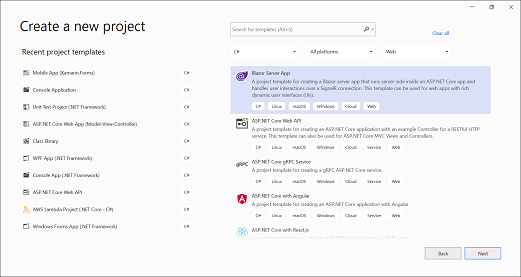 Create a new project
Search for templates (Alt+S)
Clear all
Recent project templates
C#
All platforms
Web
Mobile App (Xamarin.Forms) C#
Console Application C#
Unit Test Project (.NET Framework) C#
ASP.NET Core Web App (Model-View-Controller) C#
Class library C#
WPF App (.NET Framework) C#
Console App (.NET Framework) C#
ASP.NET Core Web API C#
AWS Lambda Project (.NET Core - C#) C#
Windows Forms App (.NET Framework) C#
Blazor Server App
A project template for creating a Blazor server app that runs server-side inside an ASP.NET Core app and
handles user interactions over a SignalR connection. This template can be used for web apps with rich
dynamic user interfaces (UIs).
C# Linux macOS Windows Cloud Web
ASP.NET Core Web API
A project template for creating an ASP.NET Core application with an example Controller for a RESTful HTTP
service. This template can also be used for ASP.NET Core MVC Views and Controllers.
C# Linux macOS Windows Cloud Service Web
gRPC
ASP.NET Core gRPC Service
A project template for creating a gRPC ASP.NET Core service.
C# Linux macOS Windows Cloud Service Web
ASP.NET Core with Angular
A project template for creating an ASP.NET Core application with Angular
C# Linux macOS Windows Cloud Service Web
ASP.NET Core with React.js
Back
Next